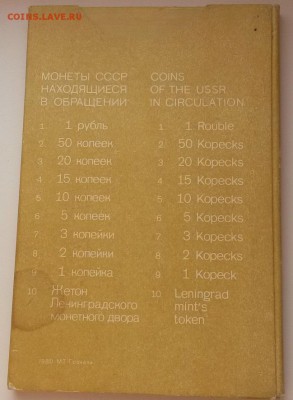 COINS.LAVE.RU
МОНЕТЫ СССР
НАХОДЯЩИЕСЯ
В ОБРАЩЕНИИ
1 1 рубль
2 50 копеек
3 20 копеек
4 15 копеек
5 10 копеек
6 5 копеек
7 3 копейки
8 2 копейки
9 1 копейка
10 Жетон
Ленинградского
монетного двора
COINS
OF THE USSR
IN CIRCULATION
1 1 Rouble
2 50 Kopecks
3 20 Kopecks
4 15 Kopecks
5 10 Kopecks
6 5 Kopecks
7 3 Kopecks
8 2 Kopecks
9 1 Kopeck
10 Leningrad
mint's
token